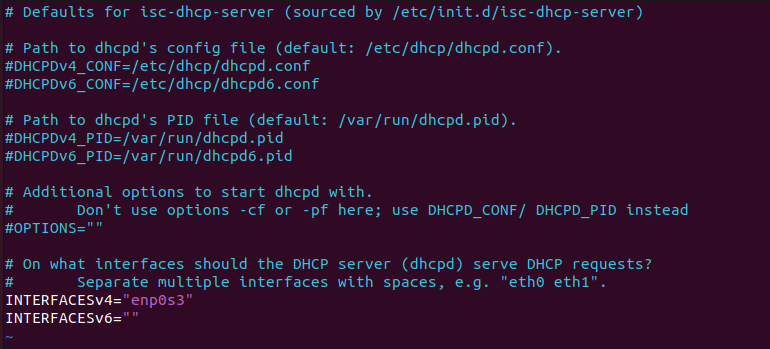 # Defaults for isc-dhcp-server (sourced by /etc/init.d/isc-dhcp-server)
# Path to dhcpd's config file (default: /etc/dhcp/dhcpd.conf).
#DHCPDv4_CONF=/etc/dhcp/dhcpd.conf
#DHCPDv6_CONF=/etc/dhcp/dhcpd6.conf
# Path to dhcpd's PID file (default: /var/run/dhcpd.pid).
#DHCPDv4_PID=/var/run/dhcpd.pid
#DHCPDv6_PID=/var/run/dhcpd6.pid
# Additional options to start dhcpd with.
#       Don't use options -cf or -pf here; use DHCPD_CONF/ DHCPD_PID instead
#OPTIONS=""
# On what interfaces should the DHCP server (dhcpd) serve DHCP requests?
#       Separate multiple interfaces with spaces, e.g. "eth0 eth1".
INTERFACESv4="enp0s3"
INTERFACESv6=""
~